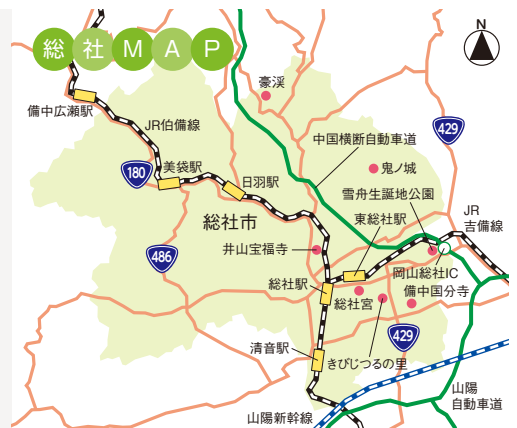 総社MAP
N
備中広瀬駅
豪渓
JR伯備線
中国横断自動車道
429
鬼ノ城
180
美袋駅
日羽駅
雪舟生誕地公園
東総社駅
JR
吉備線
総社市
井山宝福寺
486
岡山総社IC
総社駅
総社宮
備中国分寺
清音駅
きびじつるの里
429
山陽新幹線
山陽
自動車道